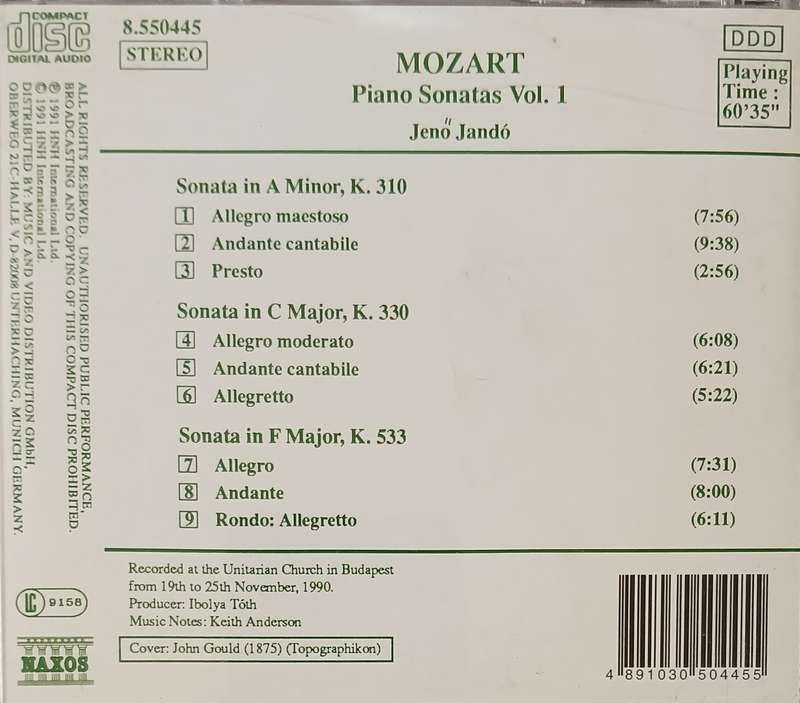 COMPACT
disc
DIGITAL AUDIO
8.550445
STEREO
MOZART
Piano Sonatas Vol. 1
Jenő Jandó
DDD
Playing
Time :
60'35"
Sonata in A Minor, K. 310
1 Allegro maestoso (7:56)
2 Andante cantabile (9:38)
3 Presto (2:56)
Sonata in C Major, K. 330
4 Allegro moderato (6:08)
5 Andante cantabile (6:21)
6 Allegretto (5:22)
Sonata in F Major, K. 533
7 Allegro (7:31)
8 Andante (8:00)
9 Rondo: Allegretto (6:11)
Recorded at the Unitarian Church in Budapest
from 19th to 25th November, 1990.
Producer: Ibolya Tóth
Music Notes: Keith Anderson
Cover: John Gould (1875) (Topographikon)
4 891030 504455
ALL RIGHTS RESERVED. UNAUTHORISED PUBLIC PERFORMANCE,
BROADCASTING AND COPYING OF THIS COMPACT DISC PROHIBITED.
℗ 1991 HNH International Ltd.
© 1991 HNH International Ltd.
DISTRIBUTED BY: MUSIC AND VIDEO DISTRIBUTION GMbH,
OBERWEG 21C-HALLE V, D-82008 UNTERHACHING, MUNICH GERMANY.
LC 9158
NAXOS